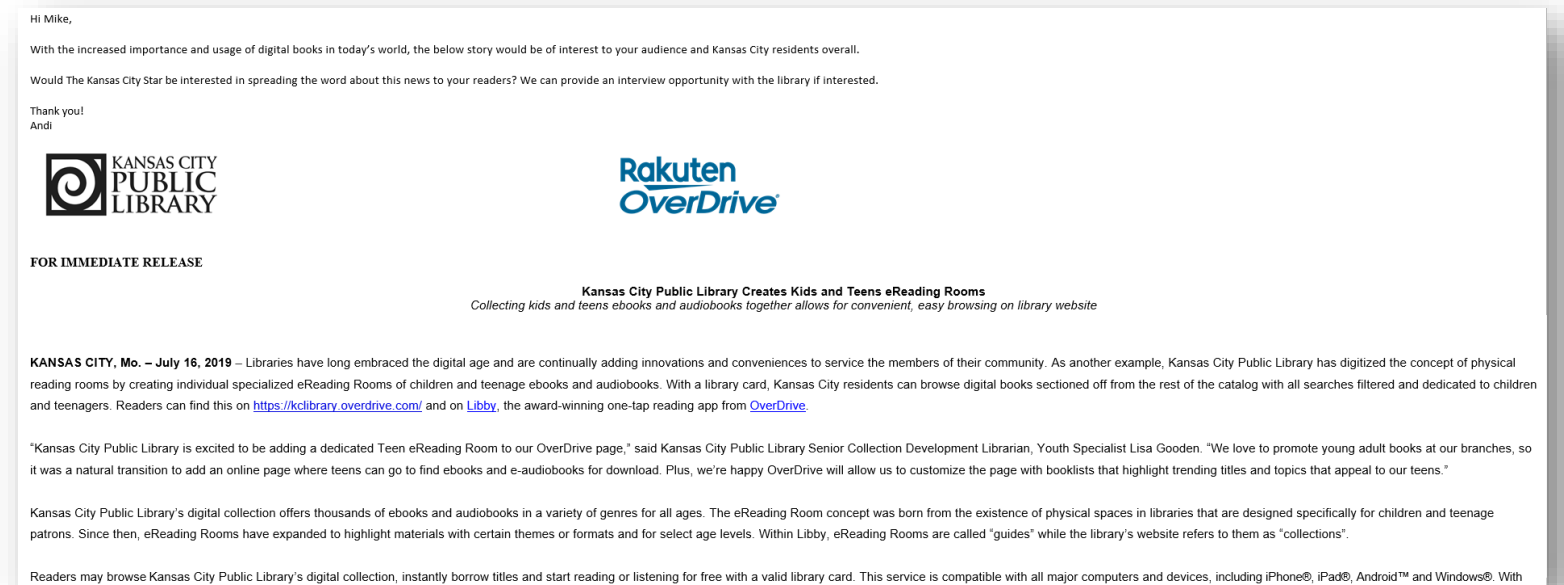 Hi Mike,
With the increased importance and usage of digital books in today's world, the below story would be of interest to your audience and Kansas City residents overall.
Would The Kansas City Star be interested in spreading the word about this news to your readers? We can provide an interview opportunity with the library if interested.
Thank you!
Andi
KANSAS CITY
PUBLIC
LIBRARY
Rakuten
OverDrive®
FOR IMMEDIATE RELEASE
Kansas City Public Library Creates Kids and Teens eReading Rooms
Collecting kids and teens ebooks and audiobooks together allows for convenient, easy browsing on library website
KANSAS CITY, Mo. – July 16, 2019 – Libraries have long embraced the digital age and are continually adding innovations and conveniences to service the members of their community. As another example, Kansas City Public Library has digitized the concept of physical
reading rooms by creating individual specialized eReading Rooms of children and teenage ebooks and audiobooks. With a library card, Kansas City residents can browse digital books sectioned off from the rest of the catalog with all searches filtered and dedicated to children
and teenagers. Readers can find this on https://kclibrary.overdrive.com/ and on Libby, the award-winning one-tap reading app from OverDrive.
“Kansas City Public Library is excited to be adding a dedicated Teen eReading Room to our OverDrive page,” said Kansas City Public Library Senior Collection Development Librarian, Youth Specialist Lisa Gooden. “We love to promote young adult books at our branches, so
it was a natural transition to add an online page where teens can go to find ebooks and e-audiobooks for download. Plus, we’re happy OverDrive will allow us to customize the page with booklists that highlight trending titles and topics that appeal to our teens.”
Kansas City Public Library’s digital collection offers thousands of ebooks and audiobooks in a variety of genres for all ages. The eReading Room concept was born from the existence of physical spaces in libraries that are designed specifically for children and teenage
patrons. Since then, eReading Rooms have expanded to highlight materials with certain themes or formats and for select age levels. Within Libby, eReading Rooms are called “guides” while the library’s website refers to them as “collections”.
Readers may browse Kansas City Public Library’s digital collection, instantly borrow titles and start reading or listening for free with a valid library card. This service is compatible with all major computers and devices, including iPhone®, iPad®, Android™ and Windows®. With